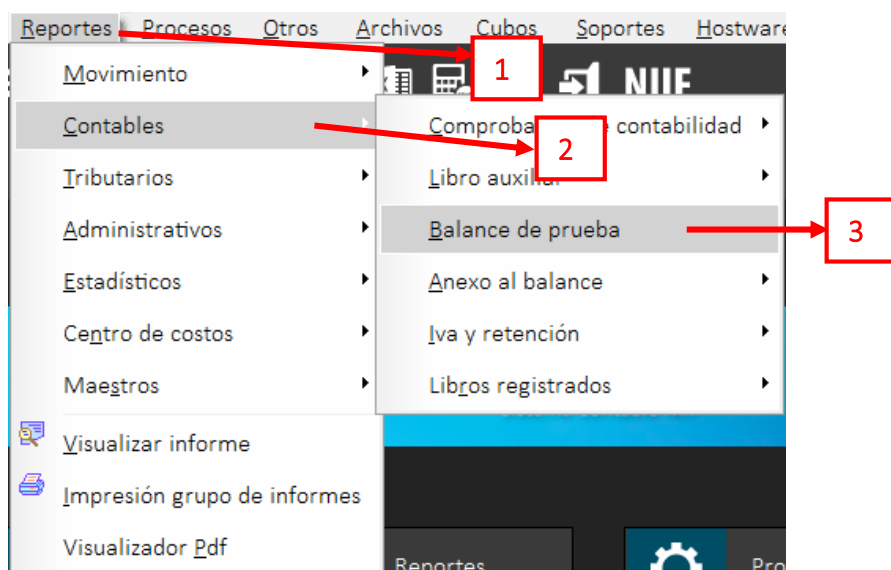 Reportes Procesos Otros Archivos Cubos Soportes Hostware
1
NIIF
Movimiento
Contables
2
Tributarios
Administrativos
Estadísticos
Centro de costos
Maestros
Visualizar informe
Impresión grupo de informes
Visualizador Pdf
contabilidad
Libro auxiliar
Balance de prueba
3
Anexo al balance
Iva y retención
Libros registrados
Reportes